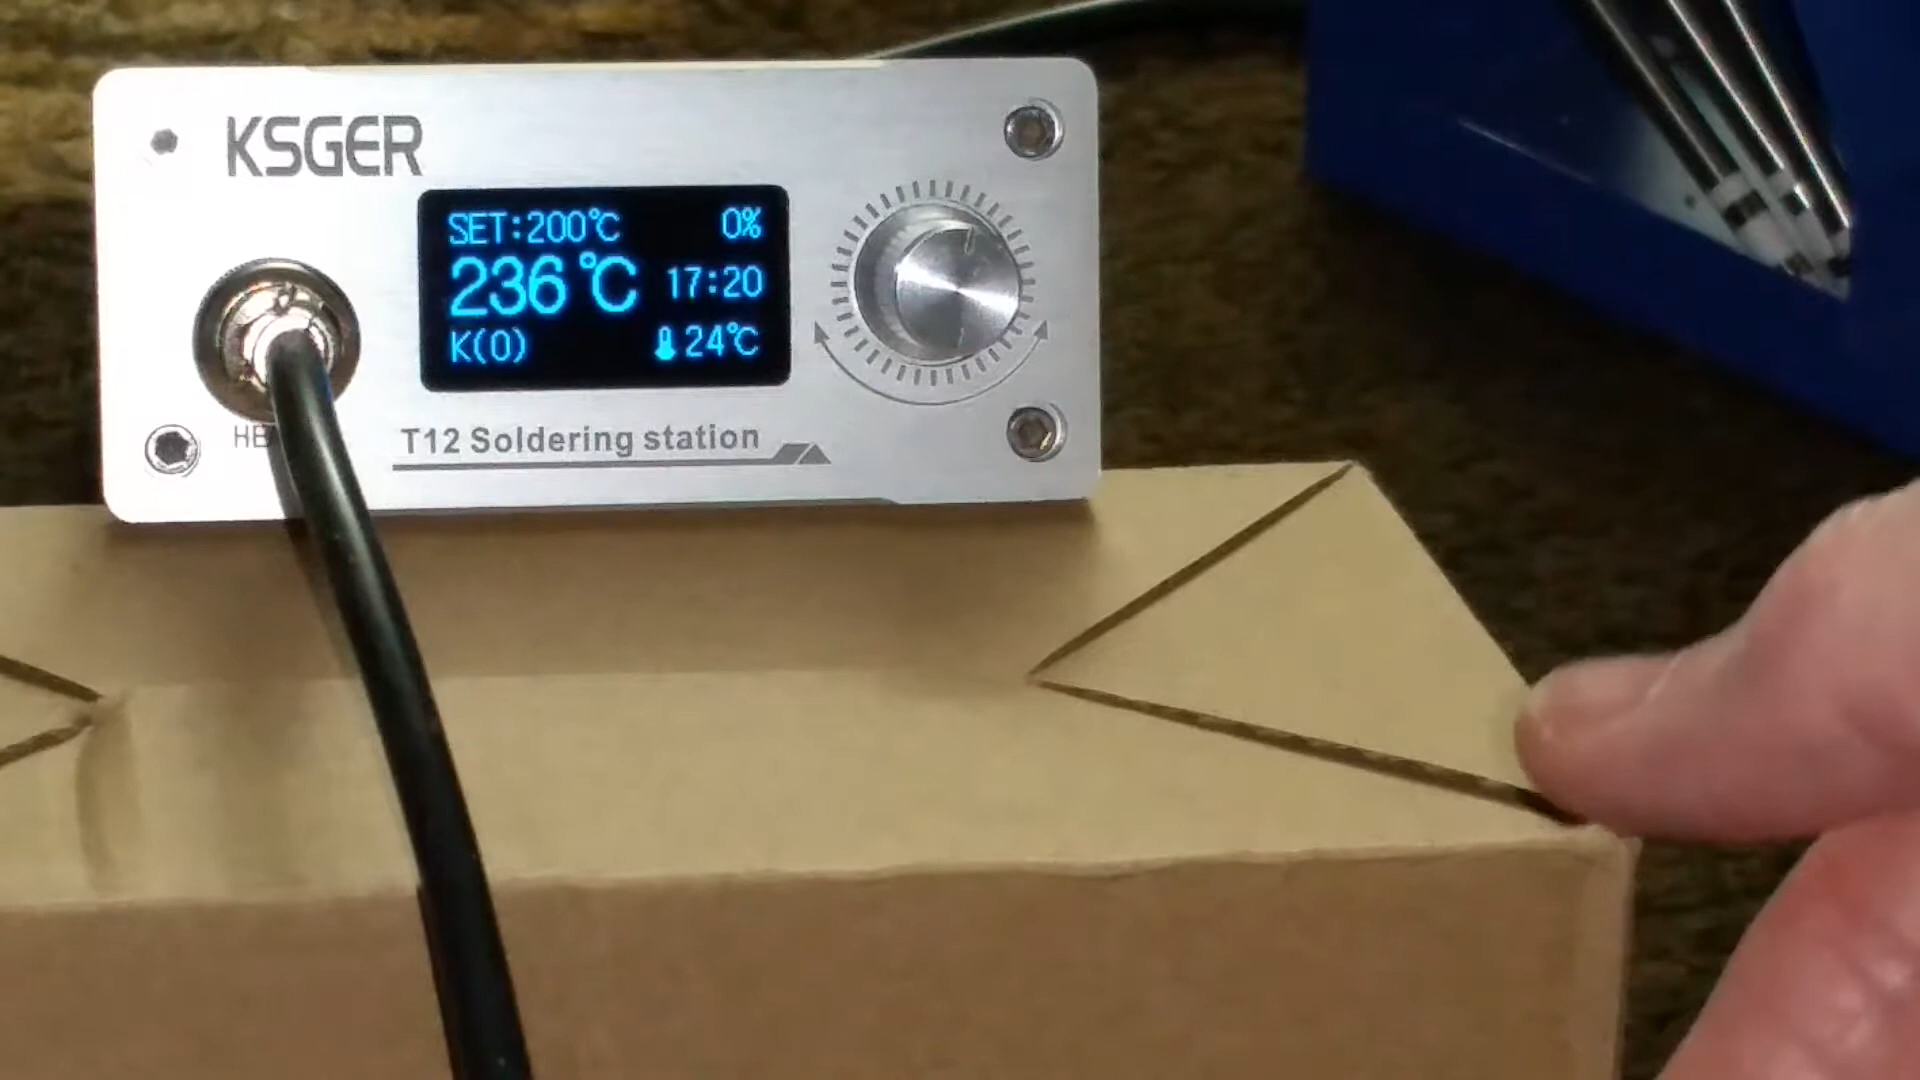 KSGER
SET:200℃ 0%
236℃ 17:20
K(0) 24℃
T12 Soldering station